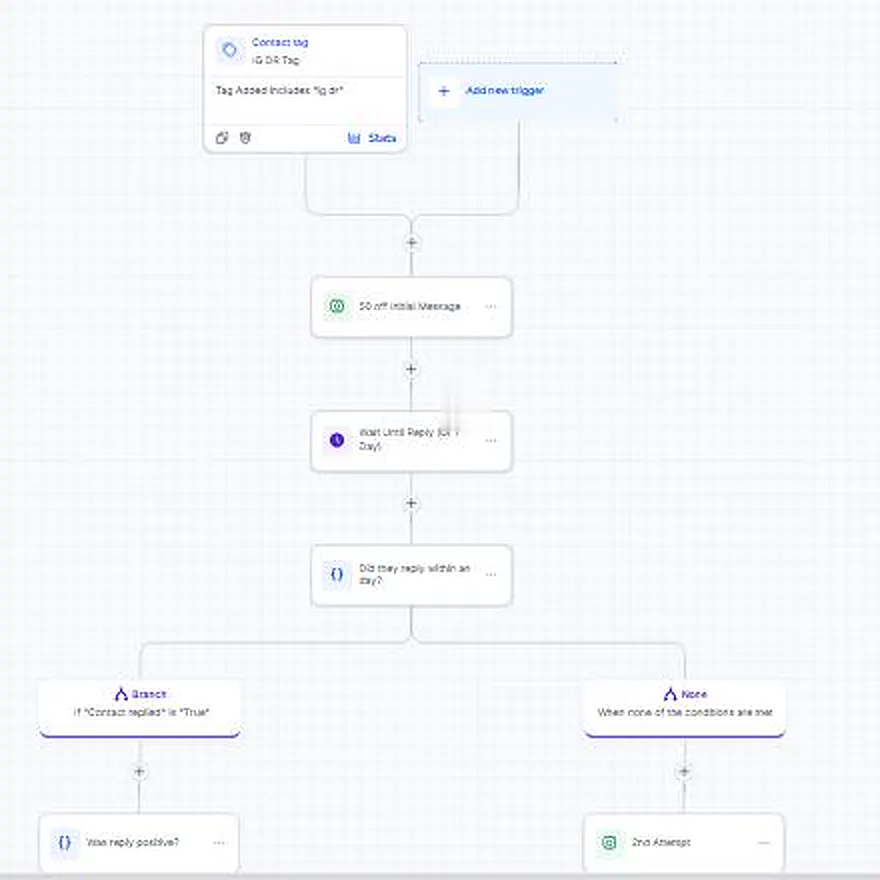 Contact tag
IG DR Tag
Tag Added Includes "ig dr"
Stats
Add new trigger
50 off Initial Message
Wait Until Reply
Day)
Did they reply within an
day?
Branch
If "Contact replied" is "True"
None
When none of the conditions are met
Was reply positive?
2nd Attempt